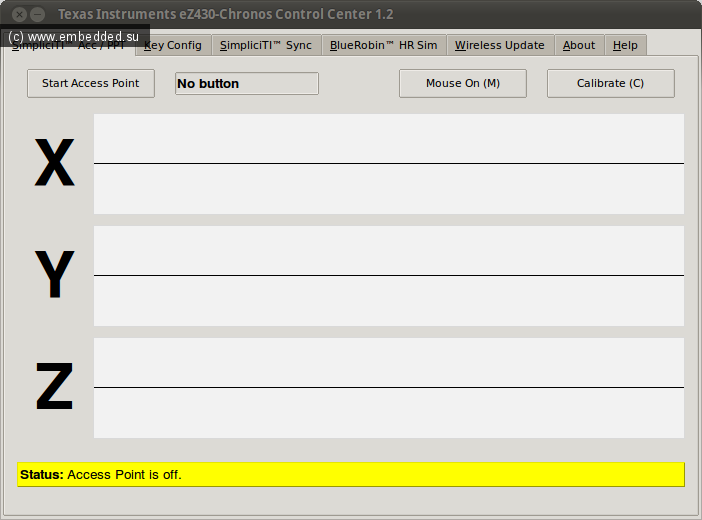 Texas Instruments eZ430-Chronos Control Center 1.2
(c) www.embedded.su
SimpliciTI™ Acc / PPT Key Config SimpliciTI™ Sync BlueRobin™ HR Sim Wireless Update About Help
Start Access Point No button Mouse On (M) Calibrate (C)
X
Y
Z
Status: Access Point is off.